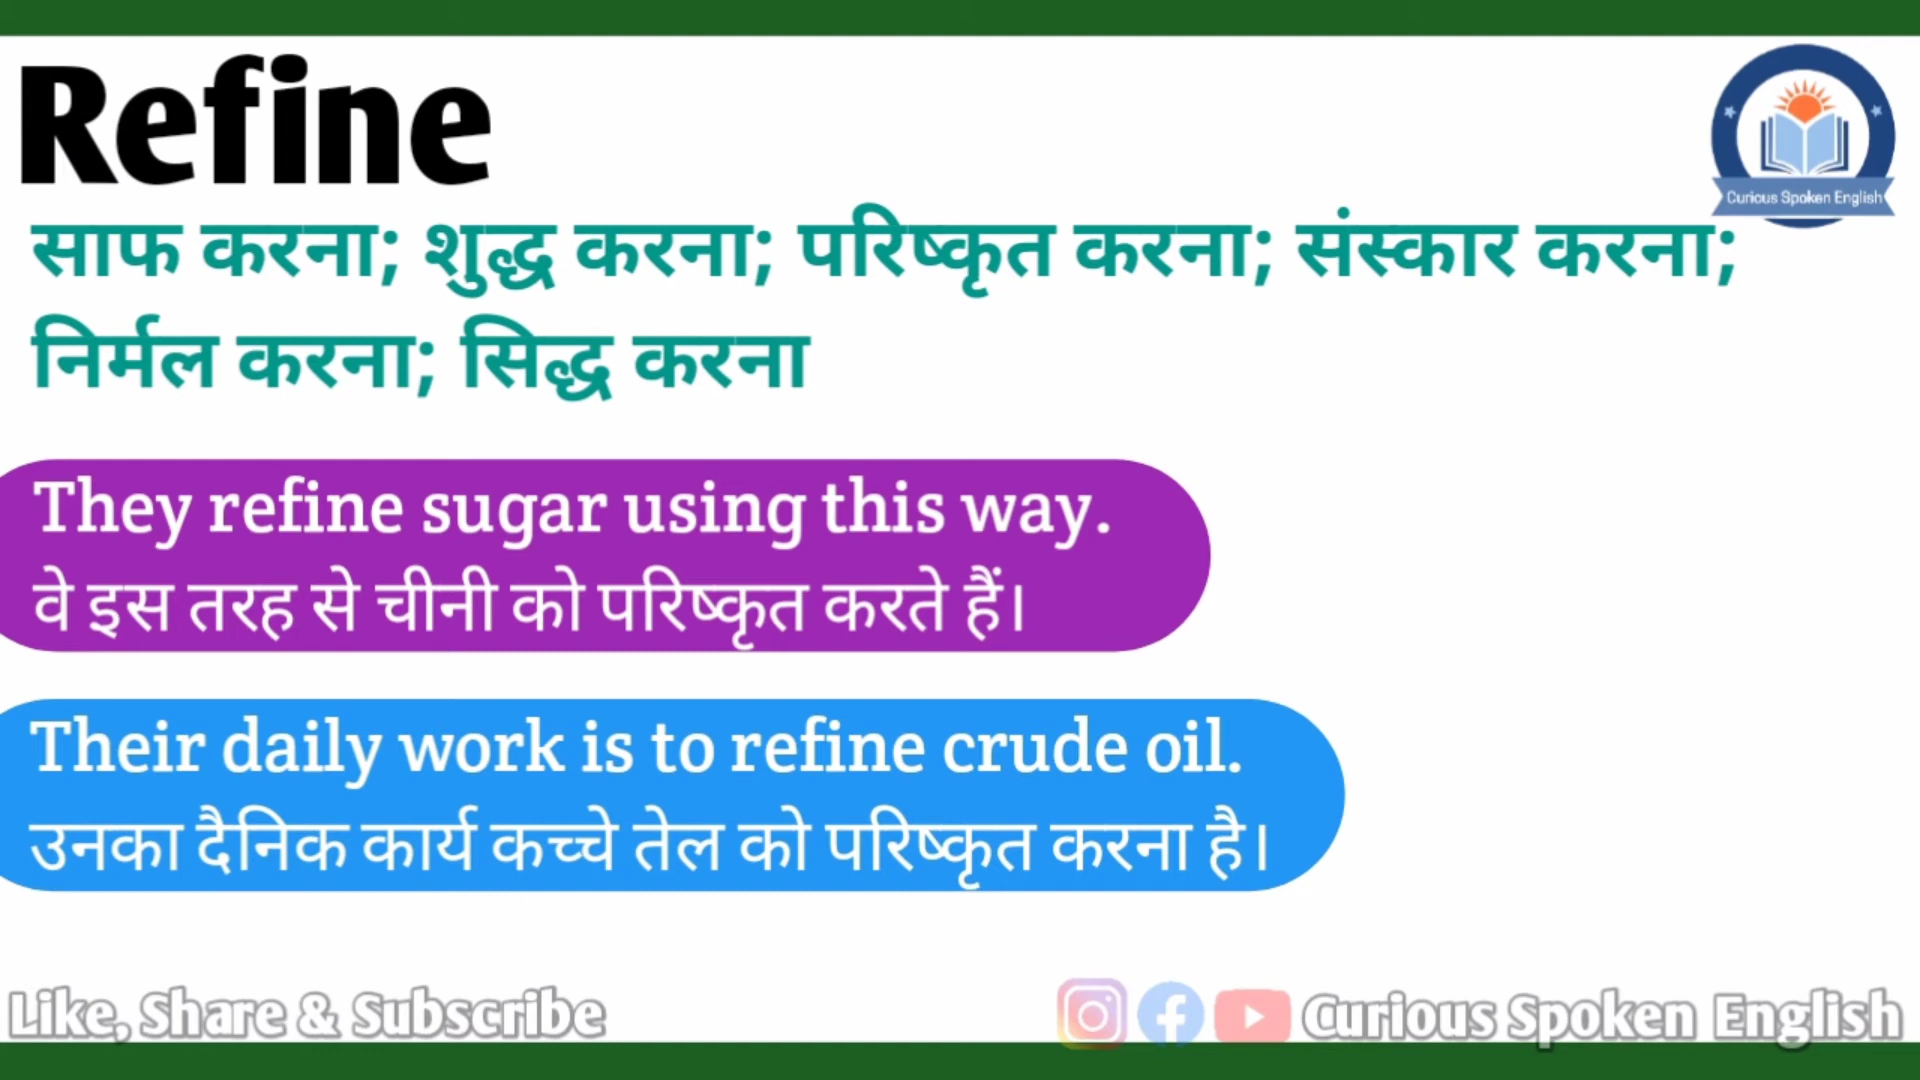 Refine
Curious Spoken English
साफ करना; शुद्ध करना; परिष्कृत करना; संस्कार करना;
निर्मल करना; सिद्ध करना
They refine sugar using this way.
वे इस तरह से चीनी को परिष्कृत करते हैं।
Their daily work is to refine crude oil.
उनका दैनिक कार्य कच्चे तेल को परिष्कृत करना है।
Like, Share & Subscribe
Curious Spoken English